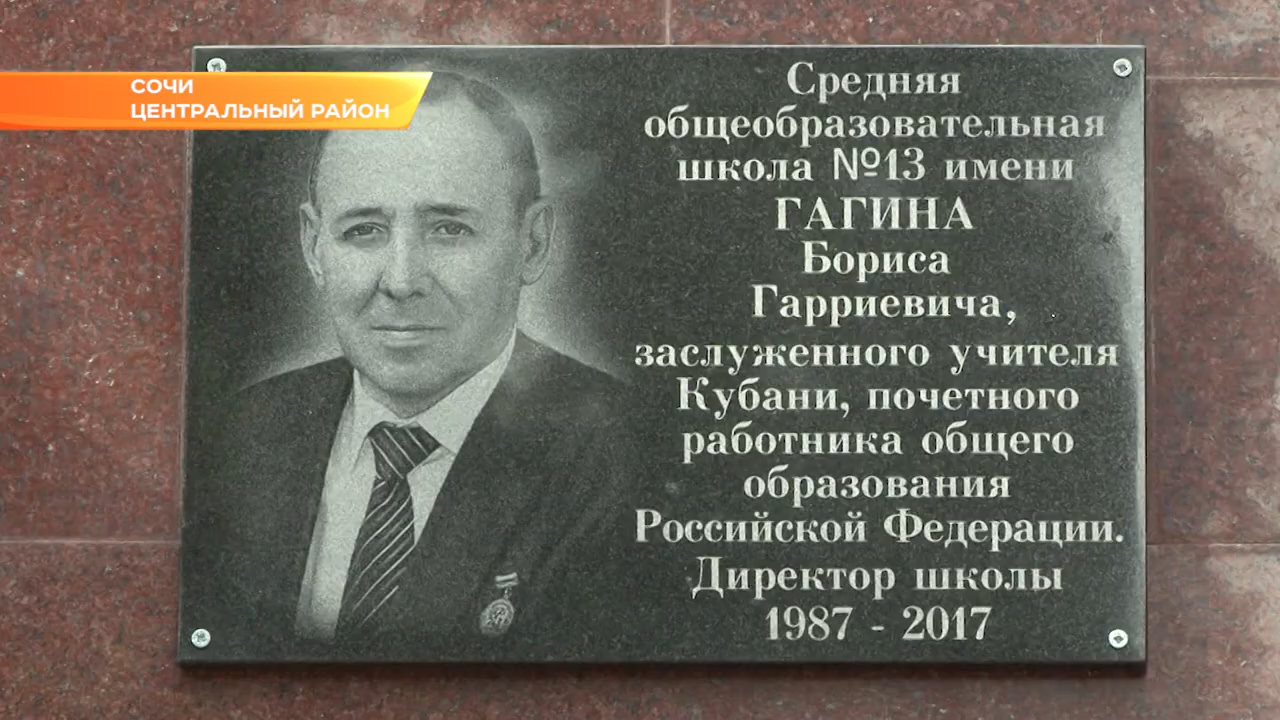 СОЧИ
ЦЕНТРАЛЬНЫЙ РАЙОН
Средняя
общеобразовательная
школа №13 имени
ГАГИНА
Бориса
Гарриевича,
заслуженного учителя
Кубани, почетного
работника общего
образования
Российской Федерации.
Директор школы
1987 - 2017